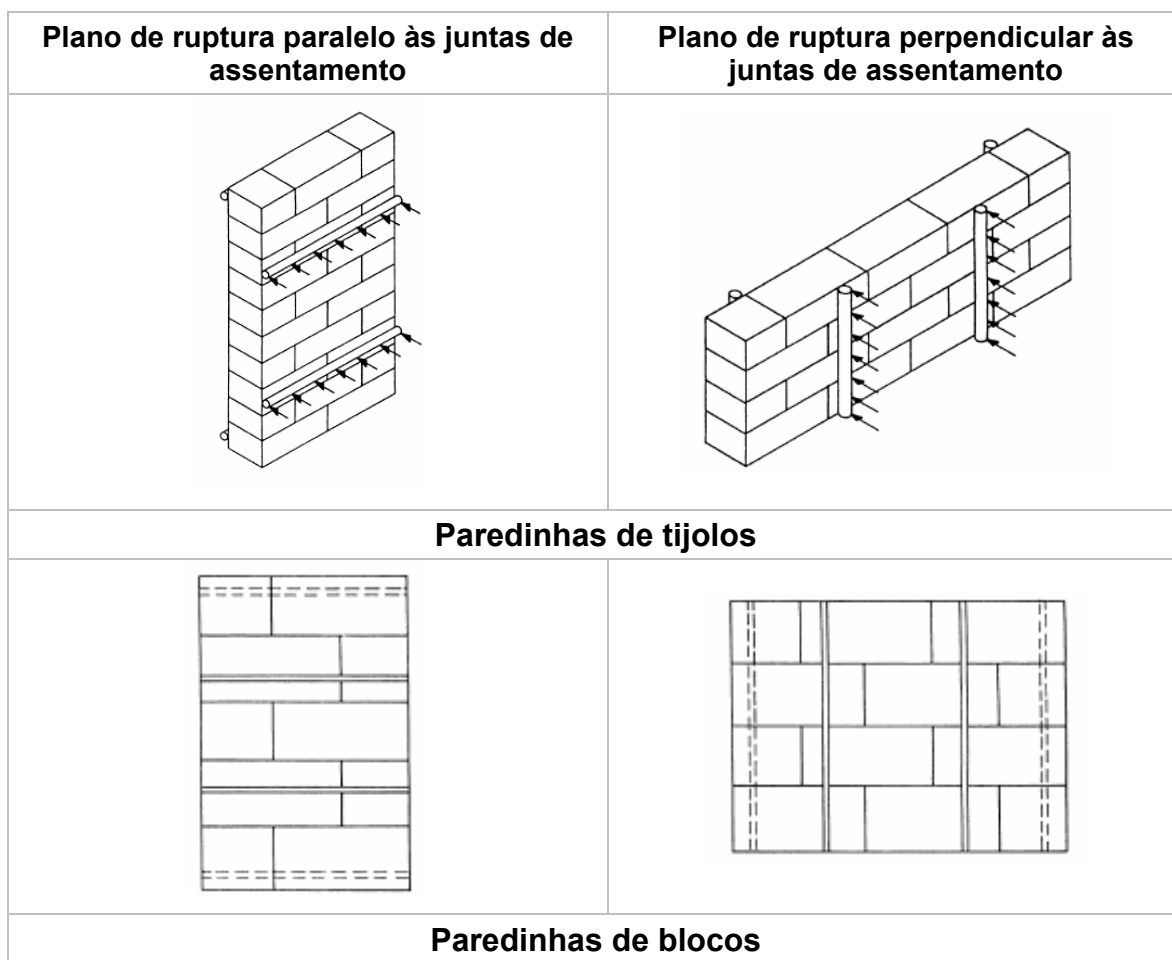 Plano de ruptura paralelo às juntas de
assentamento
Plano de ruptura perpendicular às
juntas de assentamento
Paredinhas de tijolos
Paredinhas de blocos